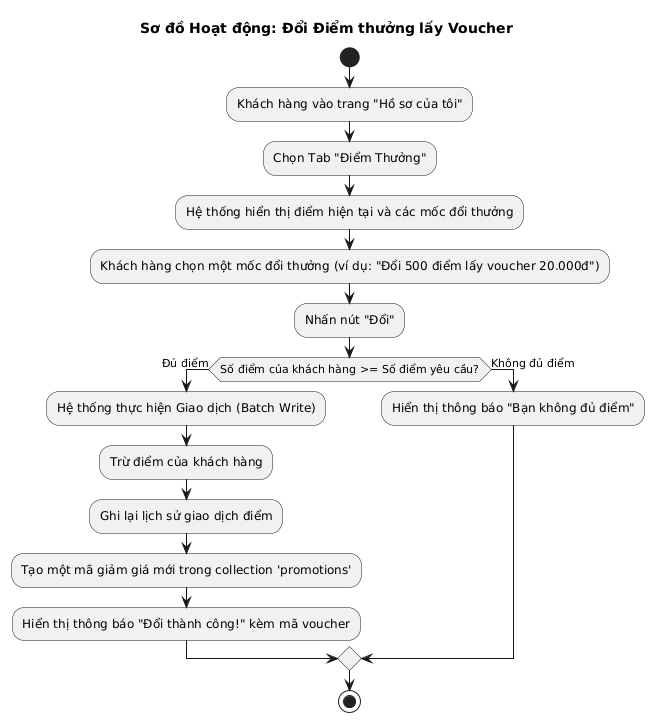 Sơ đồ Hoạt động: Đổi Điểm thưởng lấy Voucher
Khách hàng vào trang "Hồ sơ của tôi"
Chọn Tab "Điểm Thưởng"
Hệ thống hiển thị điểm hiện tại và các mốc đổi thưởng
Khách hàng chọn một mốc đổi thưởng (ví dụ: "Đổi 500 điểm lấy voucher 20.000đ")
Nhấn nút "Đổi"
Số điểm của khách hàng >= Số điểm yêu cầu?
Đủ điểm
Hệ thống thực hiện Giao dịch (Batch Write)
Trừ điểm của khách hàng
Ghi lại lịch sử giao dịch điểm
Tạo một mã giảm giá mới trong collection 'promotions'
Hiển thị thông báo "Đổi thành công!" kèm mã voucher
Không đủ điểm
Hiển thị thông báo "Bạn không đủ điểm"